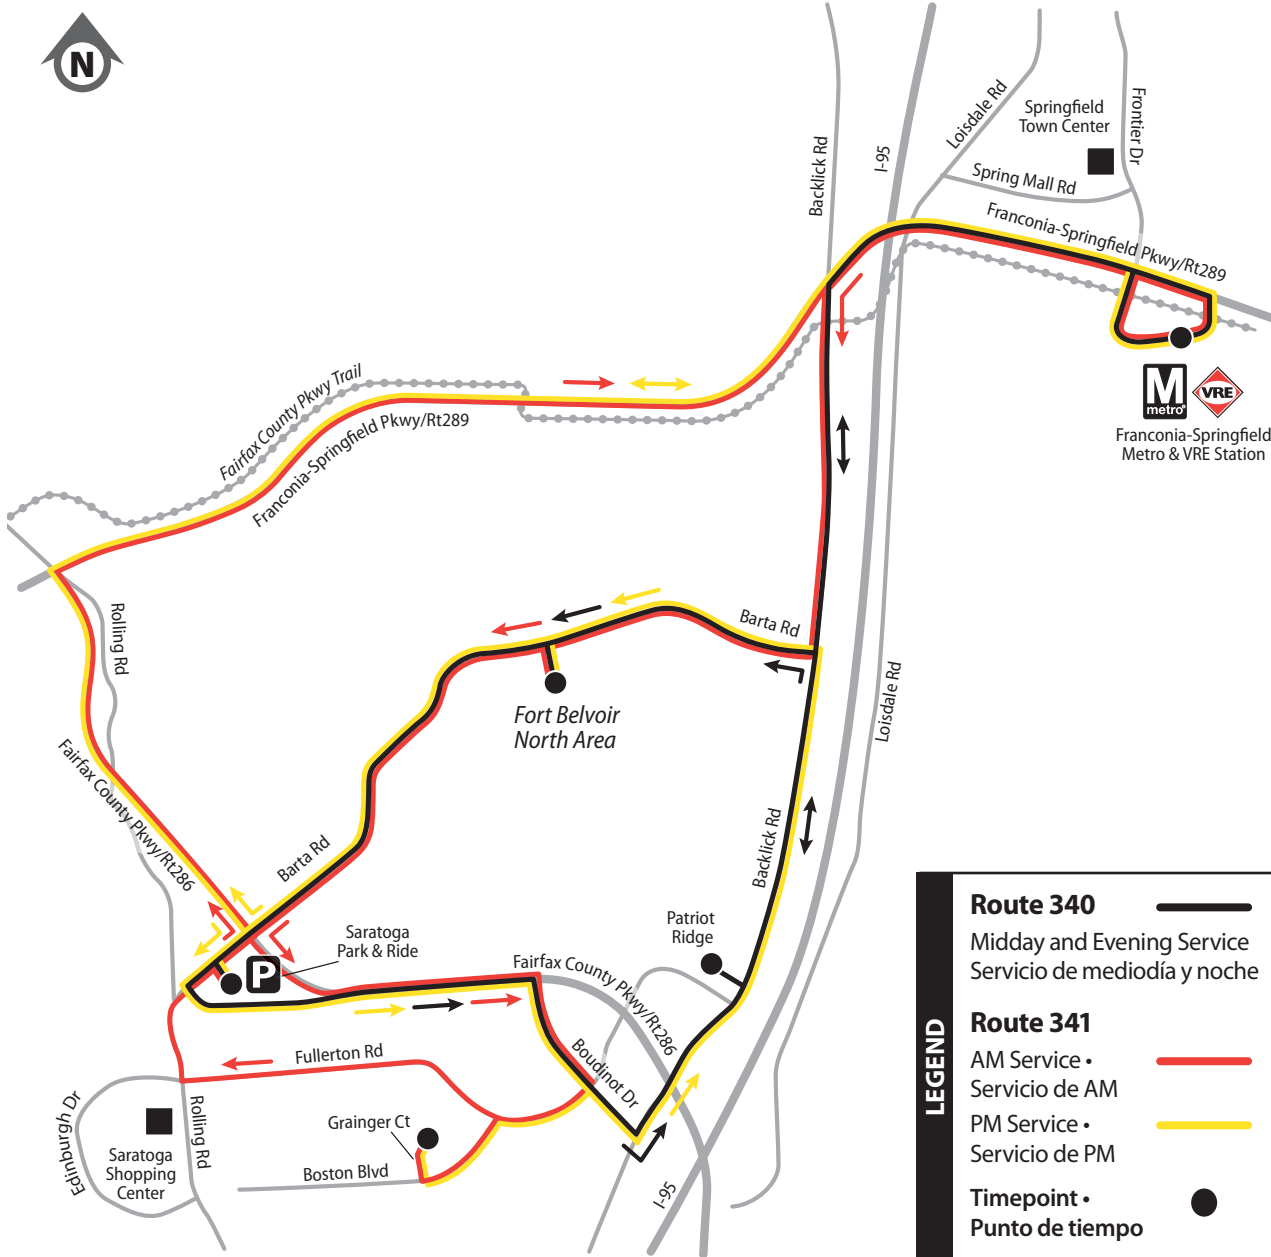 N
Springfield
Town Center
Frontier Dr
Loisdale Rd
I-95
Backlick Rd
Spring Mall Rd
Franconia-Springfield Pkwy/Rt289
M
metro
VRE
Franconia-Springfield
Metro & VRE Station
Fairfax County Pkwy Trail
Franconia-Springfield Pkwy/Rt289
Rolling Rd
Barta Rd
Loisdale Rd
Fort Belvoir
North Area
Fairfax County Pkwy/Rt286
Barta Rd
Backlick Rd
Patriot
Ridge
Saratoga
Park & Ride
P
Fairfax County Pkwy/Rt286
Fullerton Rd
Boudinot Dr
Edinburgh Dr
Rolling Rd
Grainger Ct
Saratoga
Shopping
Center
Boston Blvd
I-95
LEGEND
Route 340
Midday and Evening Service
Servicio de mediodía y noche
Route 341
AM Service •
Servicio de AM
PM Service •
Servicio de PM
Timepoint •
Punto de tiempo